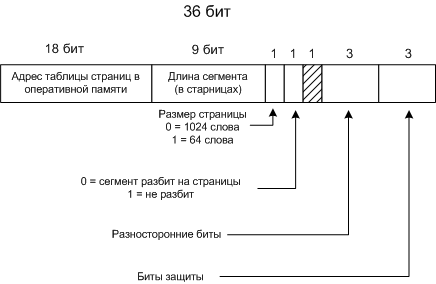 36 бит
18 бит
9 бит
1
1
1
3
3
Адрес таблицы страниц в
оперативной памяти
Длина сегмента
(в старницах)
Размер страницы
0 = 1024 слова
1 = 64 слова
0 = сегмент разбит на страницы
1 = не разбит
Разносторонние биты
Биты защиты